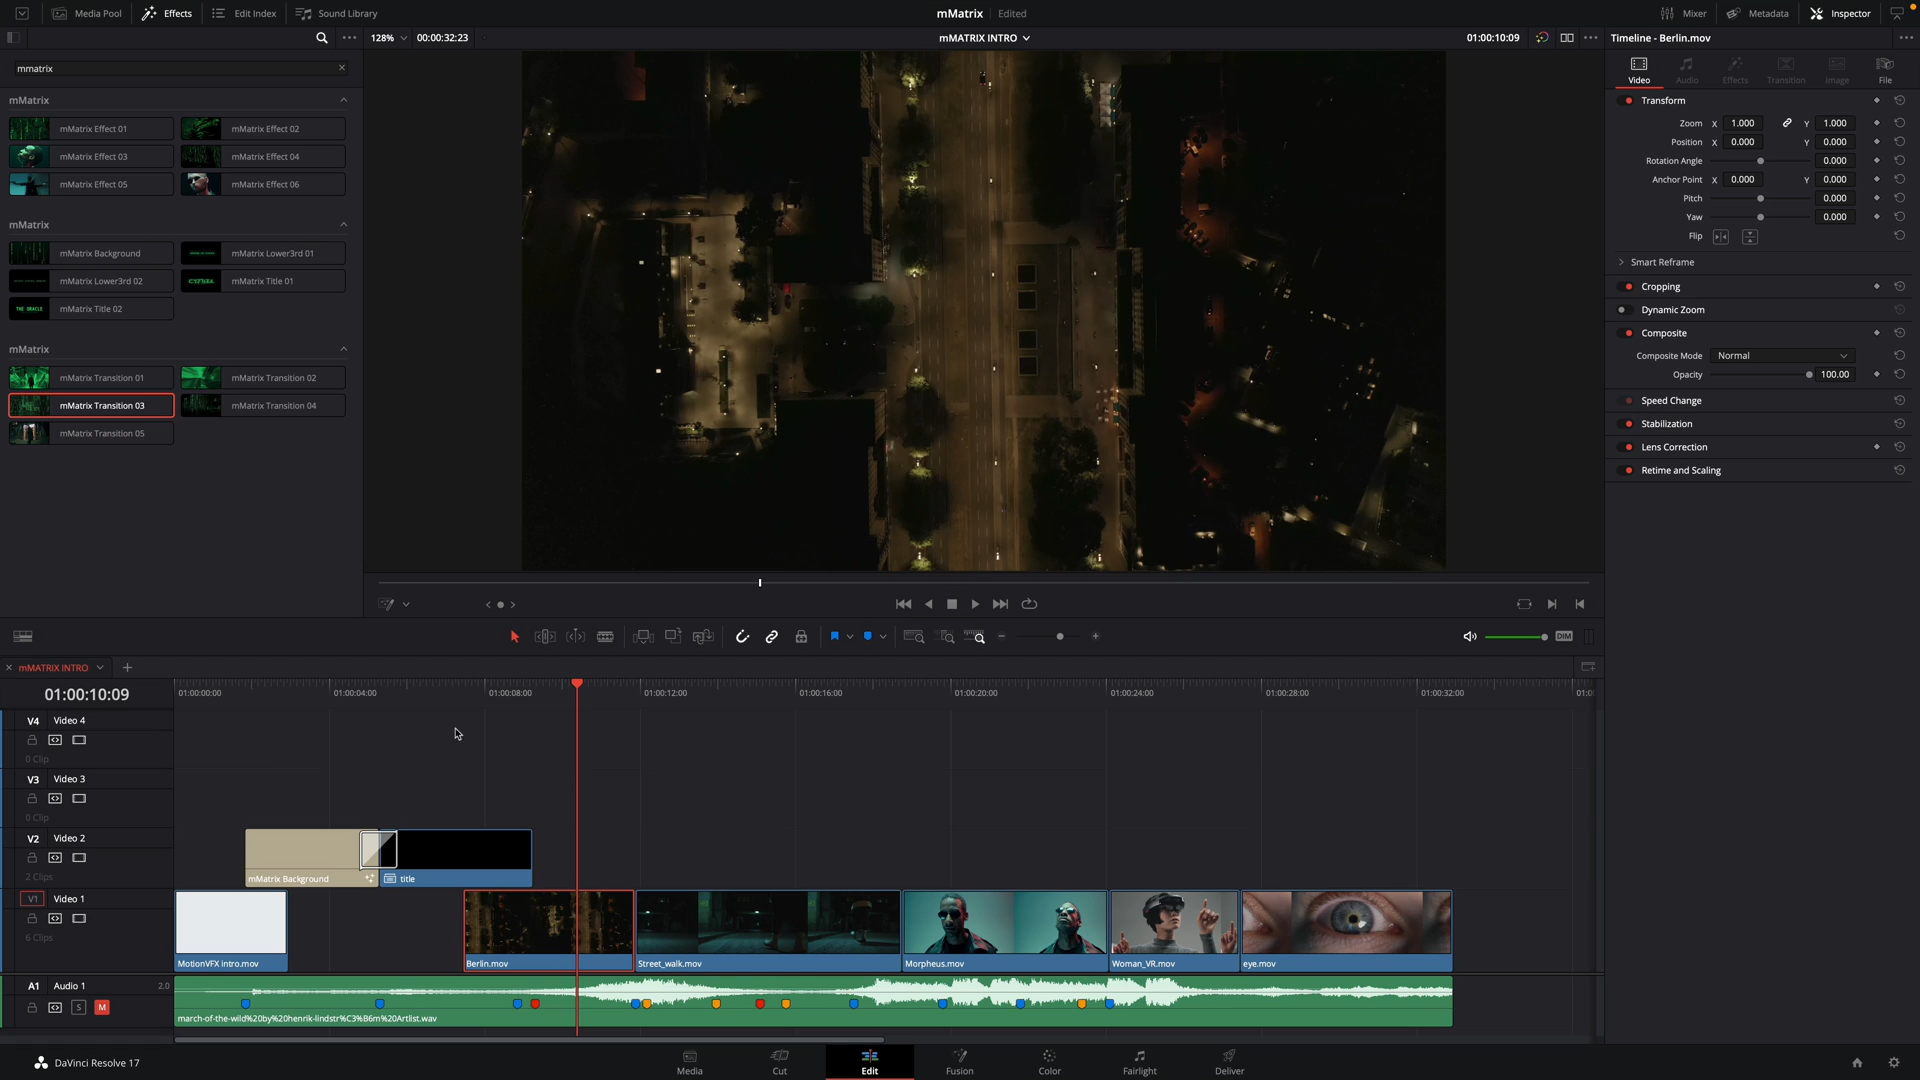 Media Pool Effects Edit Index Sound Library mMatrix Edited Mixer Metadata Inspector
128% 00:00:32:23 mMATRIX INTRO 01:00:10:09 Timeline - Berlin.mov
mmatrix
Video Audio Effects Transition Image File
mMatrix
mMatrix Effect 01 mMatrix Effect 02
mMatrix Effect 03 mMatrix Effect 04
mMatrix Effect 05 mMatrix Effect 06
mMatrix
mMatrix Background mMatrix Lower3rd 01
mMatrix Lower3rd 02 mMatrix Title 01
THE ORACLE mMatrix Title 02
mMatrix
mMatrix Transition 01 mMatrix Transition 02
mMatrix Transition 03 mMatrix Transition 04
mMatrix Transition 05
Transform
Zoom X 1.000 Y 1.000
Position X 0.000 Y 0.000
Rotation Angle 0.000
Anchor Point X 0.000 Y 0.000
Pitch 0.000
Yaw 0.000
Flip
Smart Reframe
Cropping
Dynamic Zoom
Composite
Composite Mode Normal
Opacity 100.00
Speed Change
Stabilization
Lens Correction
Retime and Scaling
DIM
mMATRIX INTRO
01:00:10:09 01:00:00:00 01:00:04:00 01:00:08:00 01:00:12:00 01:00:16:00 01:00:20:00 01:00:24:00 01:00:28:00 01:00:32:00 01:0
V4 Video 4
0 Clip
V3 Video 3
0 Clip
V2 Video 2
2 Clips
mMatrix Background title
V1 Video 1
6 Clips
MotionVFX intro.mov Berlin.mov Street_walk.mov Morpheus.mov Woman_VR.mov eye.mov
A1 Audio 1 2.0
S M
march-of-the-wild%20by%20henrik-lindstr%C3%B6m%20Artlist.wav
DaVinci Resolve 17
Media Cut Edit Fusion Color Fairlight Deliver